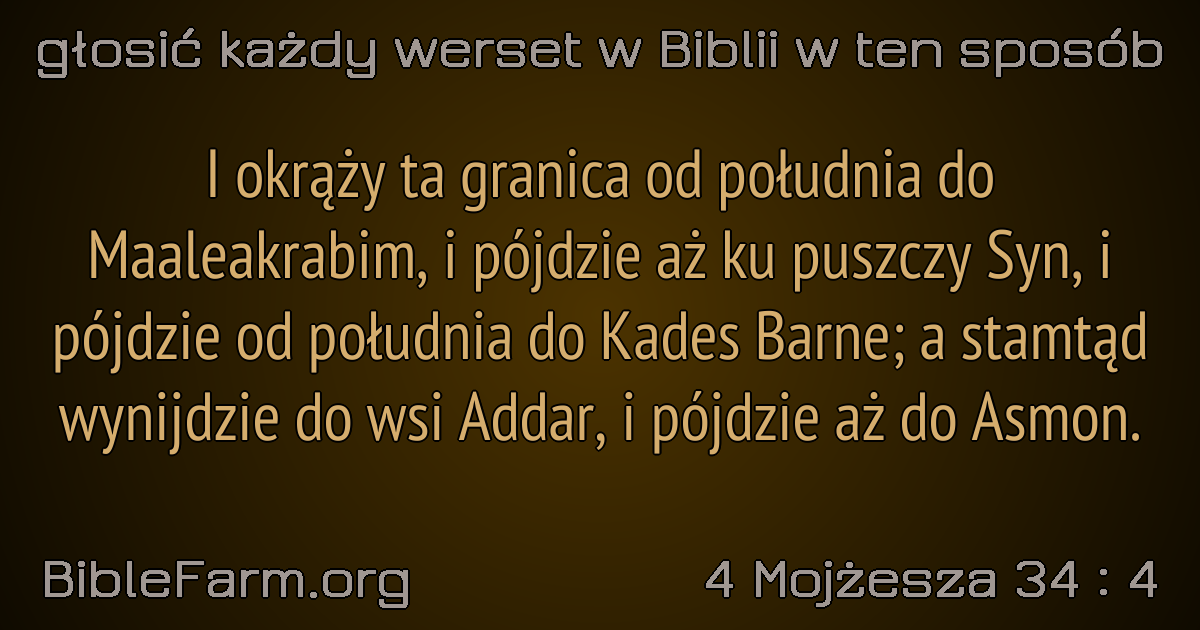 głosić każdy werset w Biblii w ten sposób
I okrąży ta granica od południa do
Maaleakrabim, i pójdzie aż ku puszczy Syn, i
pójdzie od południa do Kades Barne; a stamtąd
wynijdzie do wsi Addar, i pójdzie aż do Asmon.
BibleFarm.org
4 Mojżesza 34 : 4